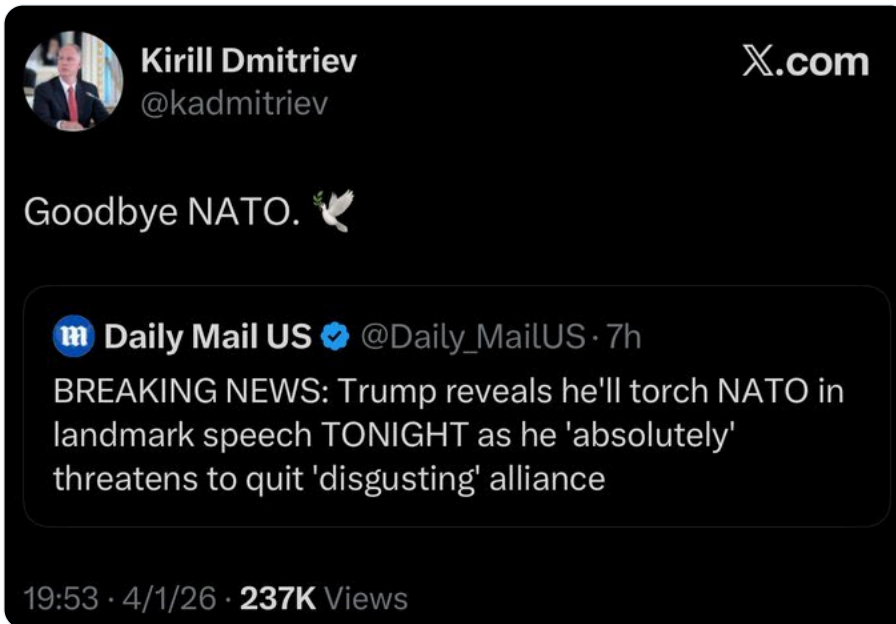 Kirill Dmitriev
𝕏.com
@kadmitriev
Goodbye NATO. 🕊️
m Daily Mail US @Daily_MailUS · 7h
BREAKING NEWS: Trump reveals he'll torch NATO in
landmark speech TONIGHT as he 'absolutely'
threatens to quit 'disgusting' alliance
19:53 · 4/1/26 · 237K Views